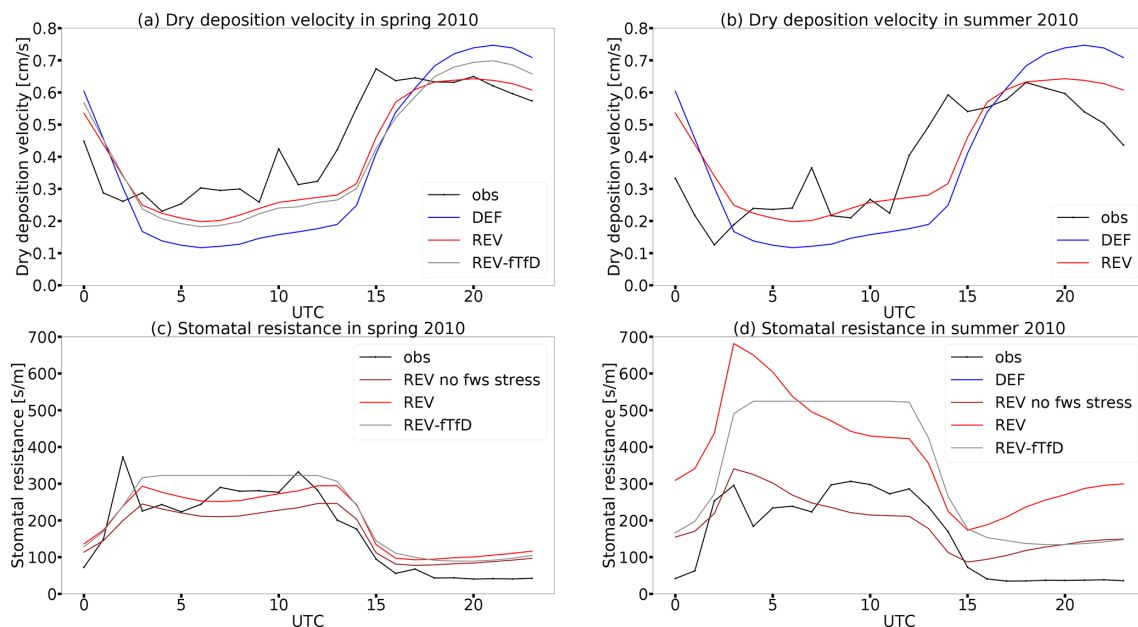 (a) Dry deposition velocity in spring 2010
Dry deposition velocity [cm/s]
0.8
0.7
0.6
0.5
0.4
0.3
0.2
0.1
0.0
obs
DEF
REV
REV-fTfD
0 5 10 15 20
UTC
(b) Dry deposition velocity in summer 2010
Dry deposition velocity [cm/s]
0.8
0.7
0.6
0.5
0.4
0.3
0.2
0.1
0.0
obs
DEF
REV
0 5 10 15 20
UTC
(c) Stomatal resistance in spring 2010
Stomatal resistance [s/m]
700
600
500
400
300
200
100
0
obs
REV no fws stress
REV
REV-fTfD
0 5 10 15 20
UTC
(d) Stomatal resistance in summer 2010
Stomatal resistance [s/m]
700
600
500
400
300
200
100
0
obs
DEF
REV no fws stress
REV
REV-fTfD
0 5 10 15 20
UTC